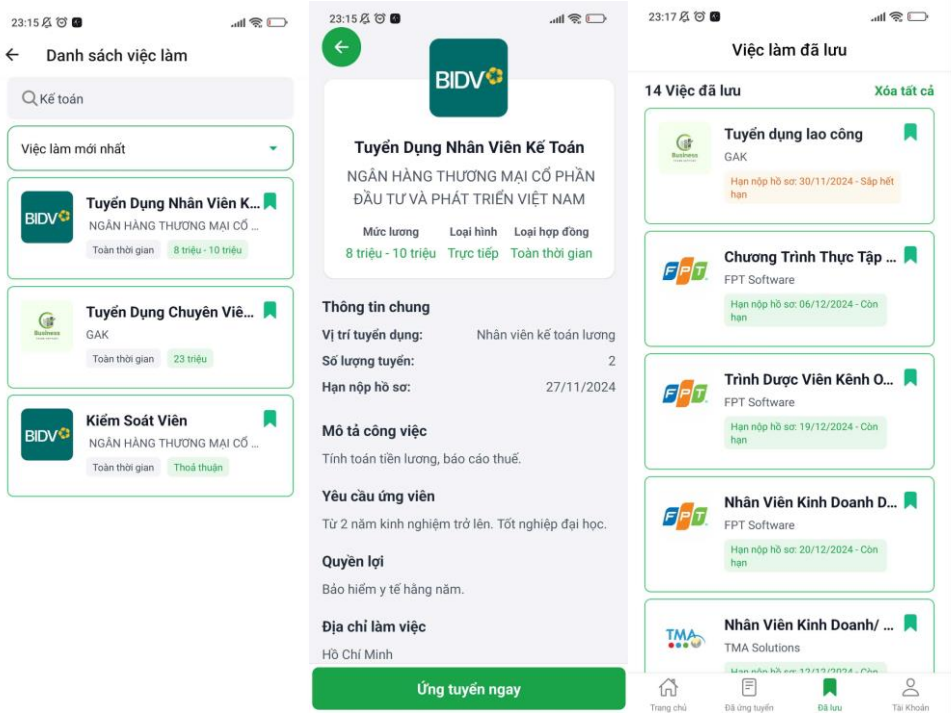 23:15
Danh sách việc làm
Kế toán
Việc làm mới nhất
BIDV
Tuyển Dụng Nhân Viên K...
NGÂN HÀNG THƯƠNG MẠI CỔ ...
Toàn thời gian
8 triệu - 10 triệu
Business
Tuyển Dụng Chuyên Viê...
GAK
Toàn thời gian
23 triệu
BIDV
Kiểm Soát Viên
NGÂN HÀNG THƯƠNG MẠI CỔ ...
Toàn thời gian
Thoả thuận
23:15
BIDV
Tuyển Dụng Nhân Viên Kế Toán
NGÂN HÀNG THƯƠNG MẠI CỔ PHẦN
ĐẦU TƯ VÀ PHÁT TRIỂN VIỆT NAM
Mức lương Loại hình Loại hợp đồng
8 triệu - 10 triệu Trực tiếp Toàn thời gian
Thông tin chung
Vị trí tuyển dụng: Nhân viên kế toán lương
Số lượng tuyển: 2
Hạn nộp hồ sơ: 27/11/2024
Mô tả công việc
Tính toán tiền lương, báo cáo thuế.
Yêu cầu ứng viên
Từ 2 năm kinh nghiệm trở lên. Tốt nghiệp đại học.
Quyền lợi
Bảo hiểm y tế hằng năm.
Địa chỉ làm việc
Hồ Chí Minh
Ứng tuyển ngay
23:17
Việc làm đã lưu
14 Việc đã lưu
Xóa tất cả
Business
Tuyển dụng lao công
GAK
Hạn nộp hồ sơ: 30/11/2024 - Sắp hết
hạn
FPT
Chương Trình Thực Tập ...
FPT Software
Hạn nộp hồ sơ: 06/12/2024 - Còn
hạn
FPT
Trình Dược Viên Kênh O...
FPT Software
Hạn nộp hồ sơ: 19/12/2024 - Còn
hạn
FPT
Nhân Viên Kinh Doanh D...
FPT Software
Hạn nộp hồ sơ: 20/12/2024 - Còn
hạn
TMA
Nhân Viên Kinh Doanh/ ...
TMA Solutions
Hạn nộp hồ sơ: 12/12/2024 - Còn
Trang chủ
Đã ứng tuyển
Đã lưu
Tài Khoản